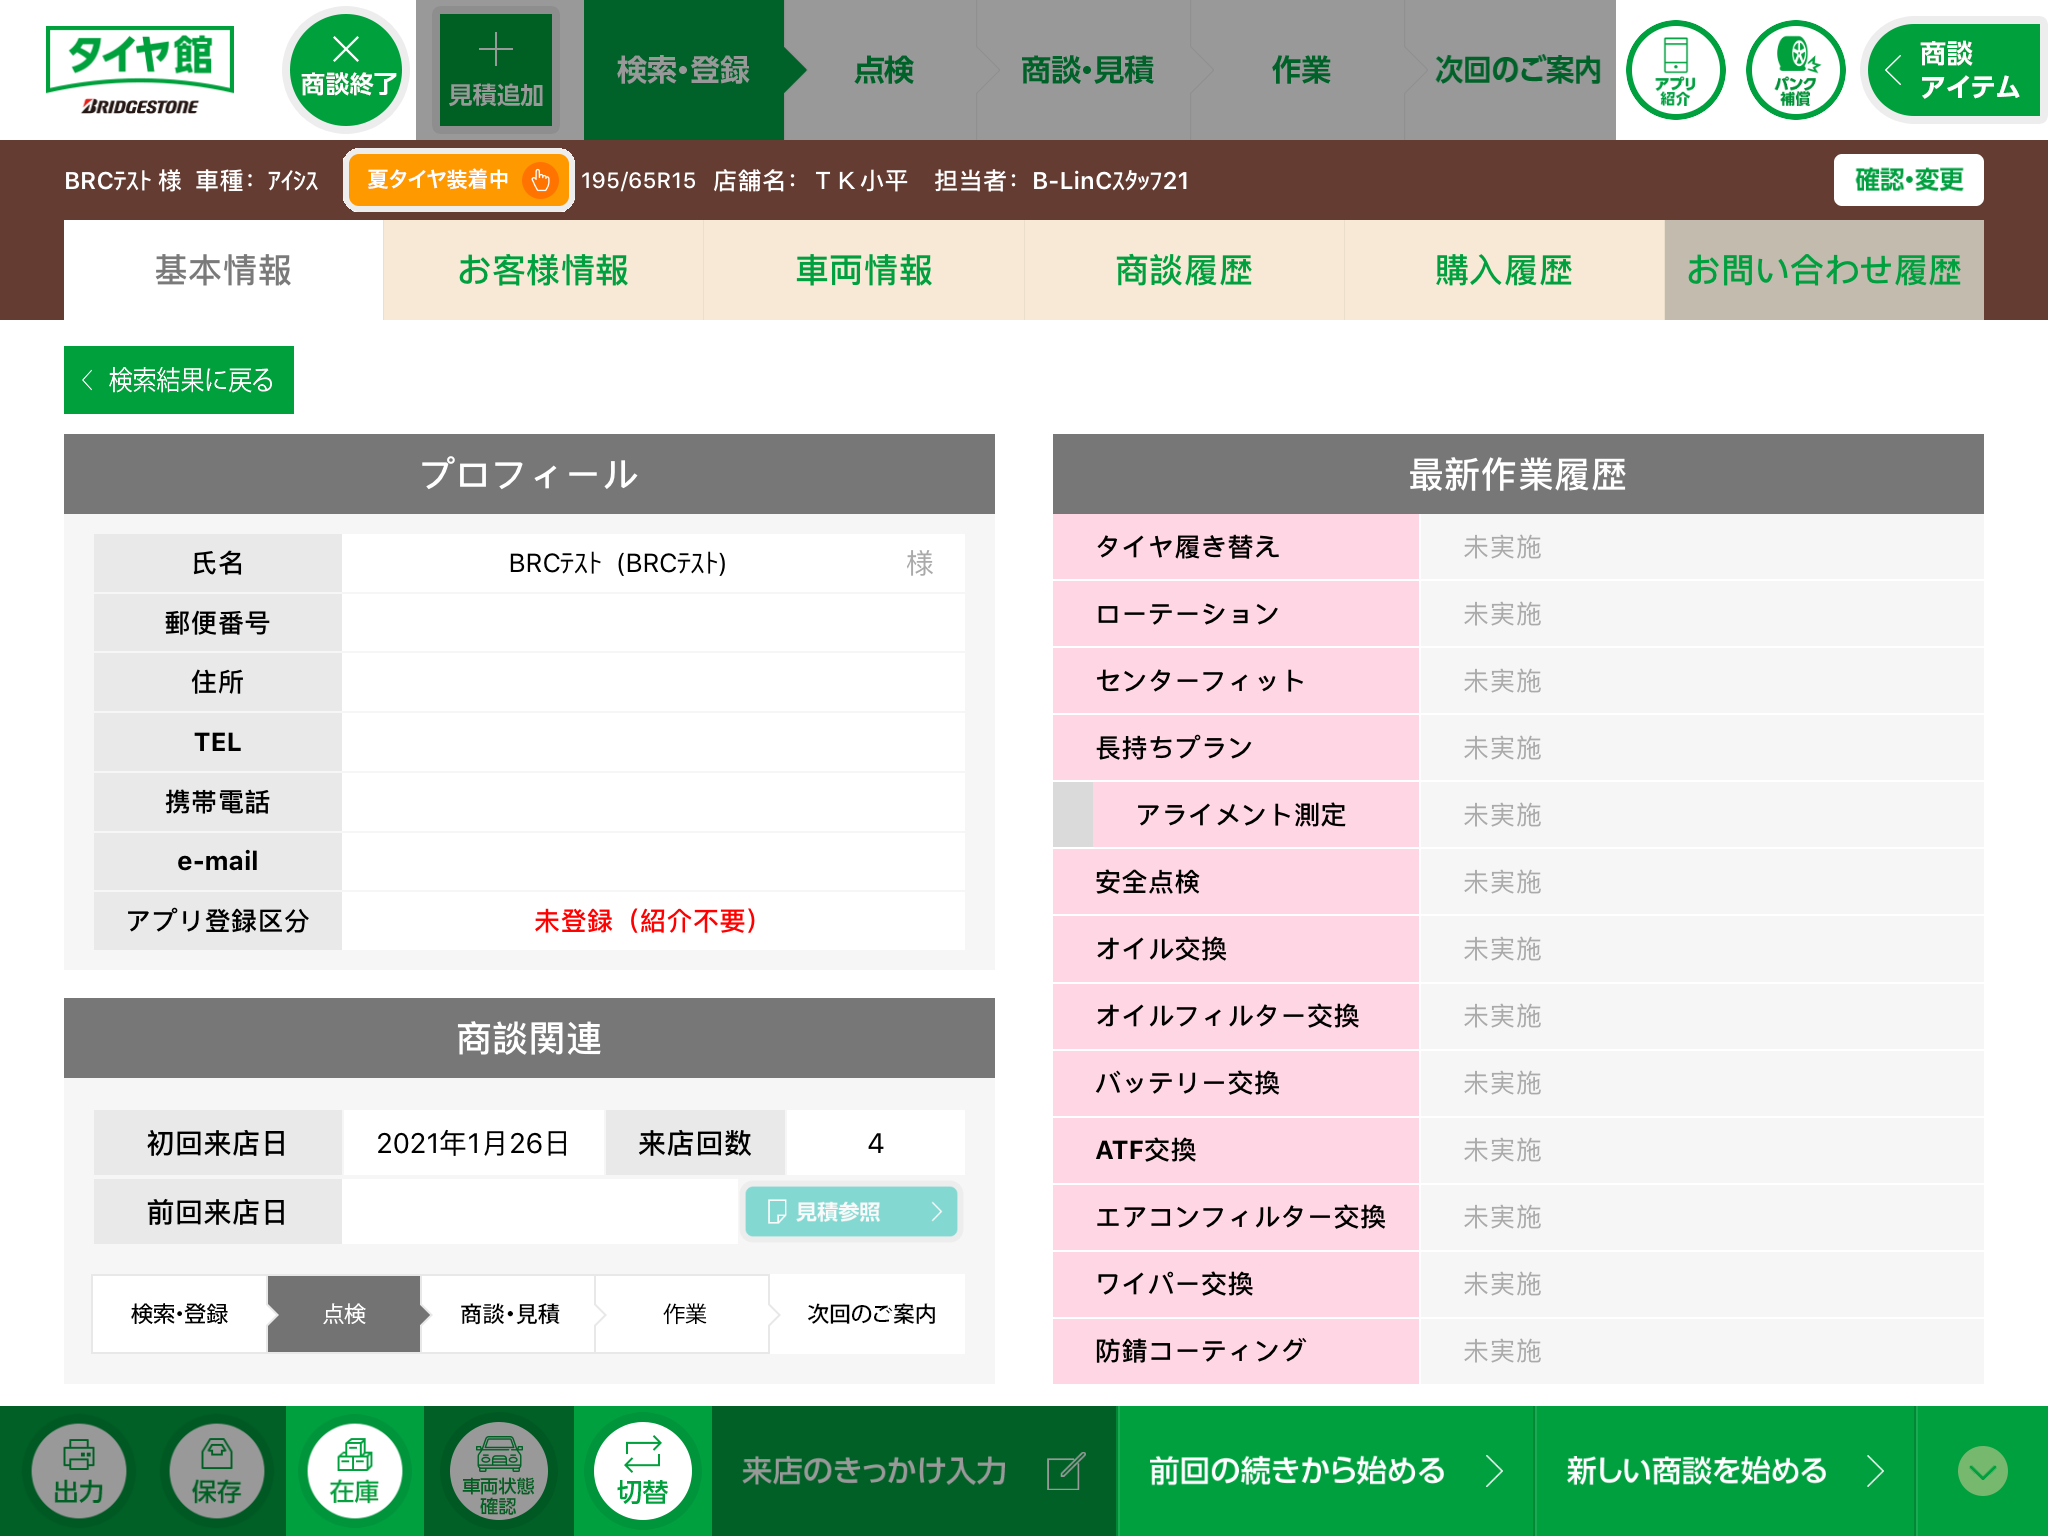 タイヤ館
BRIDGESTONE
商談終了
見積追加
検索・登録
点検
商談・見積
作業
次回のご案内
アプリ
紹介
パンク
補償
商談
アイテム
BRCﾃｽﾄ 様 車種： ｱｲｼｽ 夏タイヤ装着中 195/65R15 店舗名： ＴＫ小平 担当者： B-LinCｽﾀｯﾌ21
確認・変更
基本情報
お客様情報
車両情報
商談履歴
購入履歴
お問い合わせ履歴
検索結果に戻る
プロフィール
氏名 BRCﾃｽﾄ (BRCﾃｽﾄ) 様
郵便番号
住所
TEL
携帯電話
e-mail
アプリ登録区分 未登録（紹介不要）
商談関連
初回来店日 2021年1月26日 来店回数 4
前回来店日 見積参照
検索・登録 点検 商談・見積 作業 次回のご案内
最新作業履歴
タイヤ履き替え 未実施
ローテーション 未実施
センターフィット 未実施
長持ちプラン 未実施
アライメント測定 未実施
安全点検 未実施
オイル交換 未実施
オイルフィルター交換 未実施
バッテリー交換 未実施
ATF交換 未実施
エアコンフィルター交換 未実施
ワイパー交換 未実施
防錆コーティング 未実施
出力
保存
在庫
車両状態
確認
切替
来店のきっかけ入力
前回の続きから始める
新しい商談を始める